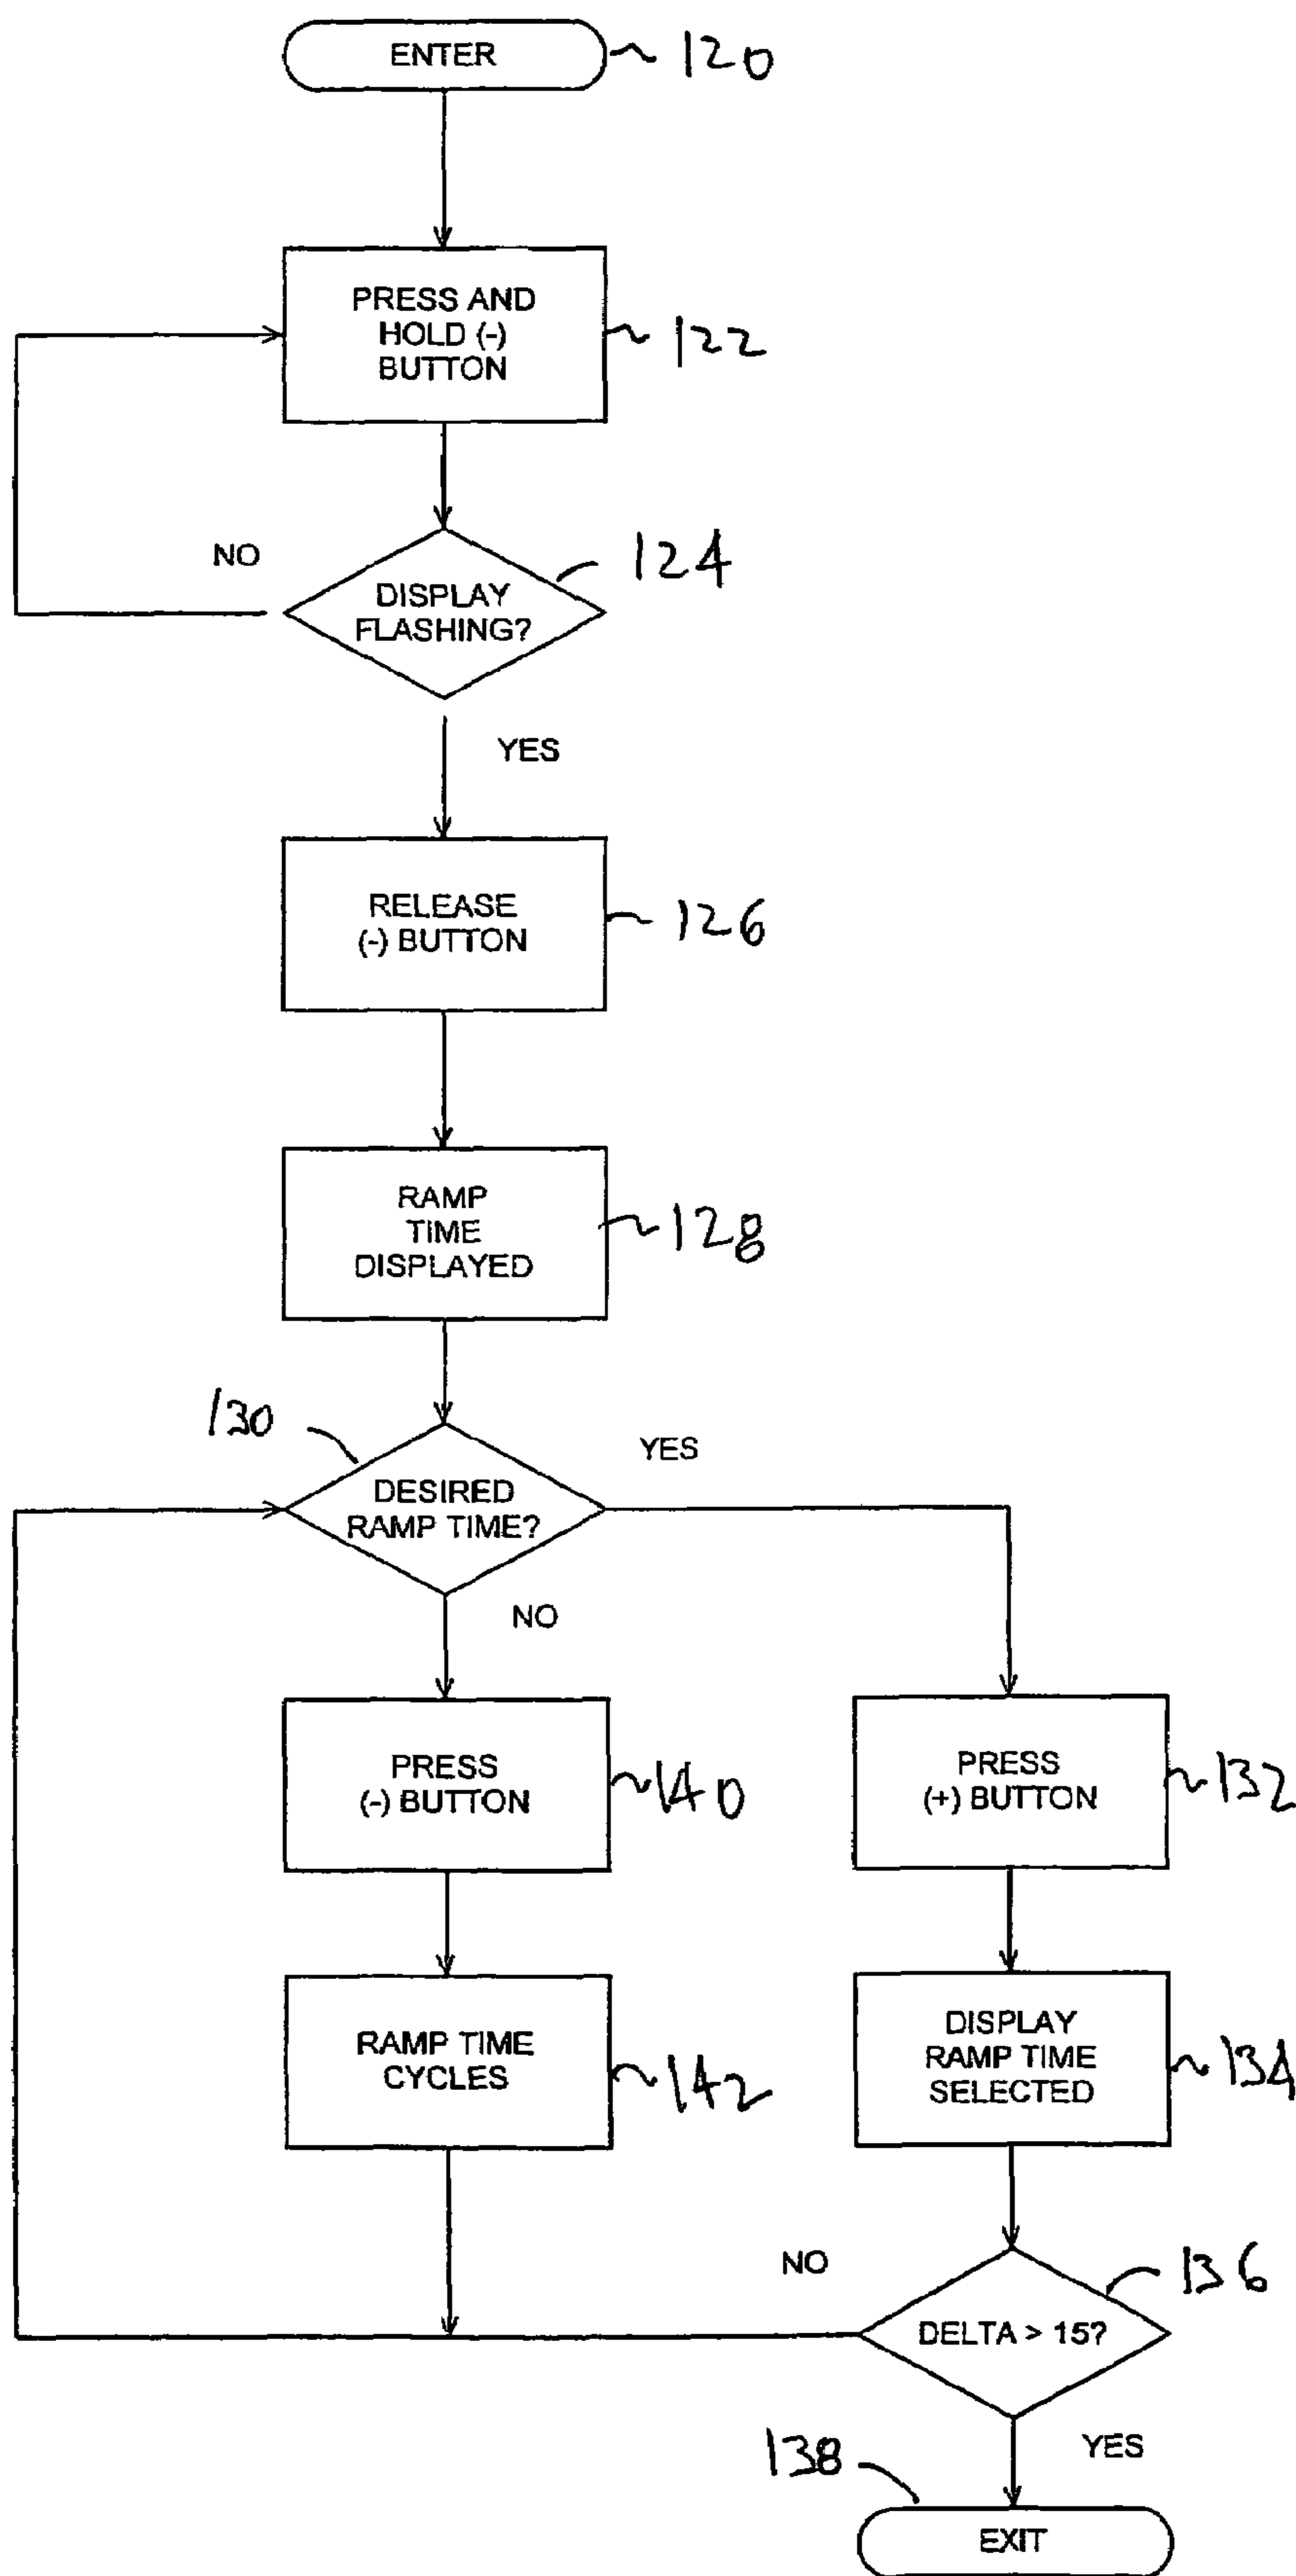 ENTER
120
PRESS AND
HOLD (-)
BUTTON
122
NO
124
DISPLAY
FLASHING?
YES
RELEASE
(-) BUTTON
126
RAMP
TIME
DISPLAYED
128
130
YES
DESIRED
RAMP TIME?
NO
PRESS
(-) BUTTON
140
PRESS
(+) BUTTON
132
RAMP TIME
CYCLES
142
DISPLAY
RAMP TIME
SELECTED
134
NO
136
DELTA > 15?
YES
138
EXIT